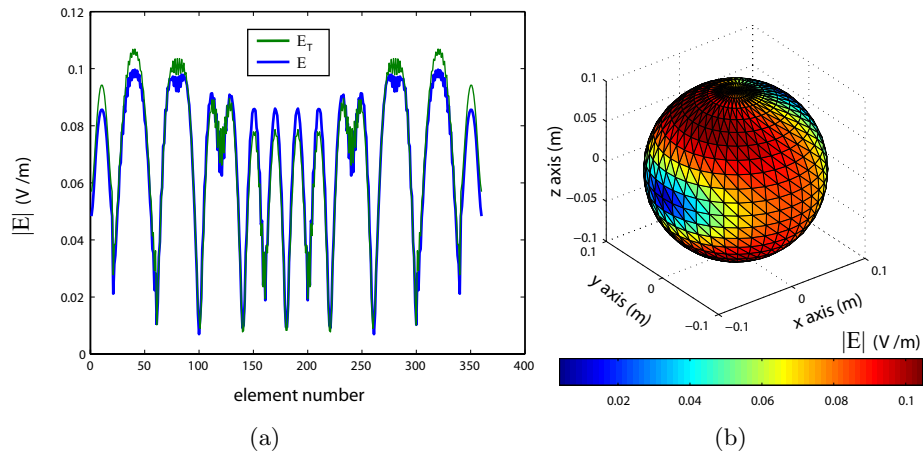 0.12
0.1
0.08
0.06
0.04
0.02
0
|E| (V/m)
0 50 100 150 200 250 300 350 400
element number
E_T
E
(a)
0.1
0.05
0
−0.05
−0.1
z axis (m)
0.1
0
−0.1
y axis (m)
−0.1
0
0.1
x axis (m)
|E| (V/m)
0.02 0.04 0.06 0.08 0.1
(b)